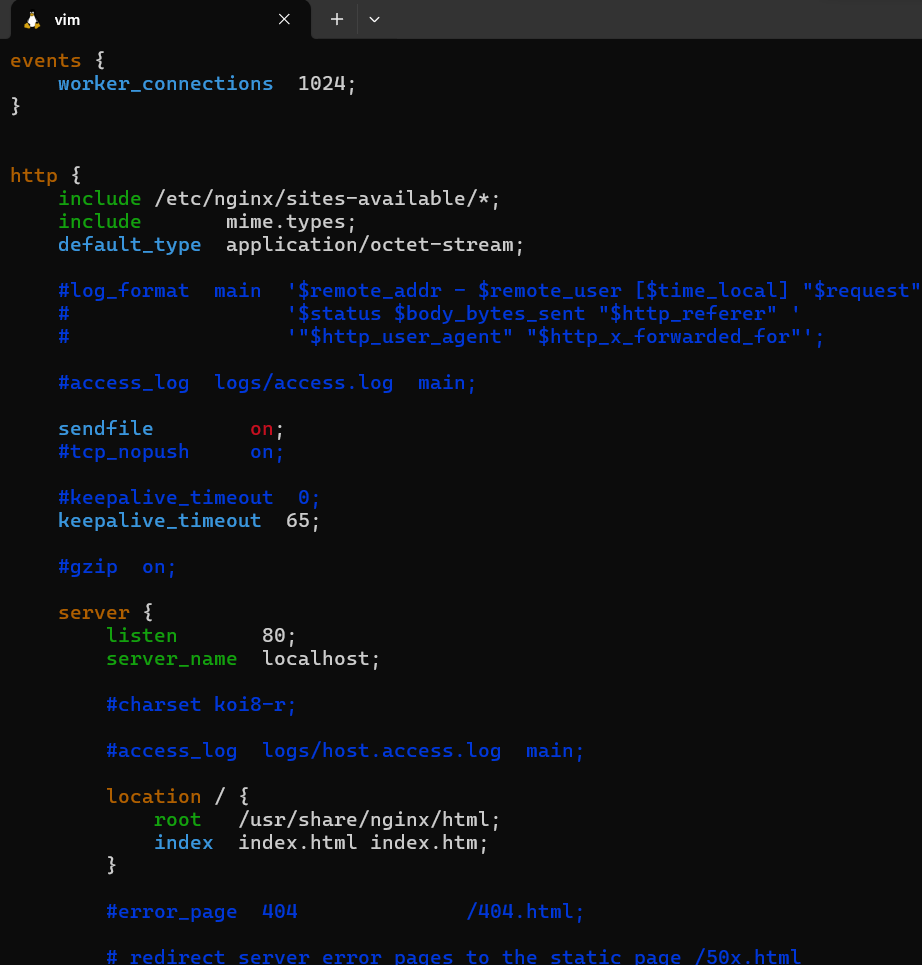 vim
events {
    worker_connections  1024;
}
http {
    include /etc/nginx/sites-available/*;
    include       mime.types;
    default_type  application/octet-stream;
    #log_format  main  '$remote_addr - $remote_user [$time_local] "$request"
    #                  '$status $body_bytes_sent "$http_referer" '
    #                  '"$http_user_agent" "$http_x_forwarded_for"';
    #access_log  logs/access.log  main;
    sendfile        on;
    #tcp_nopush     on;
    #keepalive_timeout  0;
    keepalive_timeout  65;
    #gzip  on;
    server {
        listen       80;
        server_name  localhost;
        #charset koi8-r;
        #access_log  logs/host.access.log  main;
        location / {
            root   /usr/share/nginx/html;
            index  index.html index.htm;
        }
        #error_page  404              /404.html;
        # redirect server error pages to the static page /50x.html